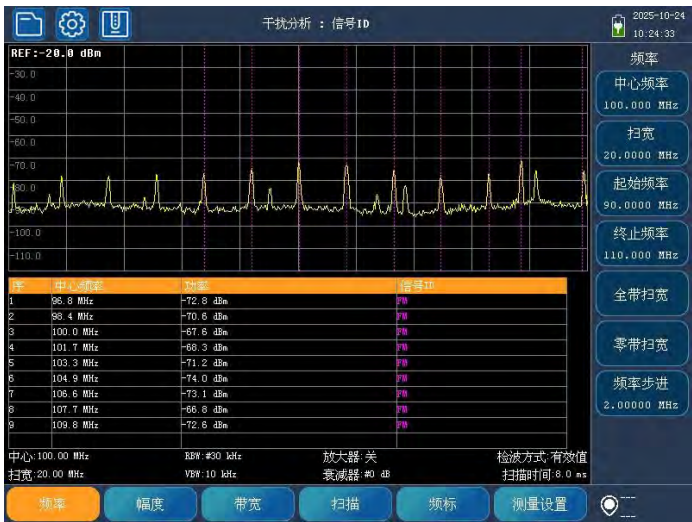 干扰分析 : 信号ID
2025-10-24
10:24:33
REF:-20.0 dBm
-30.0
-40.0
-50.0
-60.0
-70.0
-80.0
-100.0
-110.0
序 中心频率 功率 信号ID
1 96.8 MHz -72.8 dBm FM
2 98.4 MHz -70.6 dBm FM
3 100.0 MHz -67.6 dBm FM
4 101.7 MHz -68.3 dBm FM
5 103.3 MHz -71.2 dBm FM
6 104.9 MHz -74.0 dBm FM
7 106.6 MHz -73.1 dBm FM
8 107.7 MHz -66.8 dBm FM
9 109.8 MHz -72.6 dBm FM
中心:100.00 MHz RBW:#30 kHz 放大器:关 检波方式:有效值
扫宽:20.00 MHz VBW:10 kHz 衰减器:#0 dB 扫描时间:8.0 ms
频率
中心频率
100.000 MHz
扫宽
20.0000 MHz
起始频率
90.0000 MHz
终止频率
110.000 MHz
全带扫宽
零带扫宽
频率步进
2.00000 MHz
频率 幅度 带宽 扫描 频标 测量设置